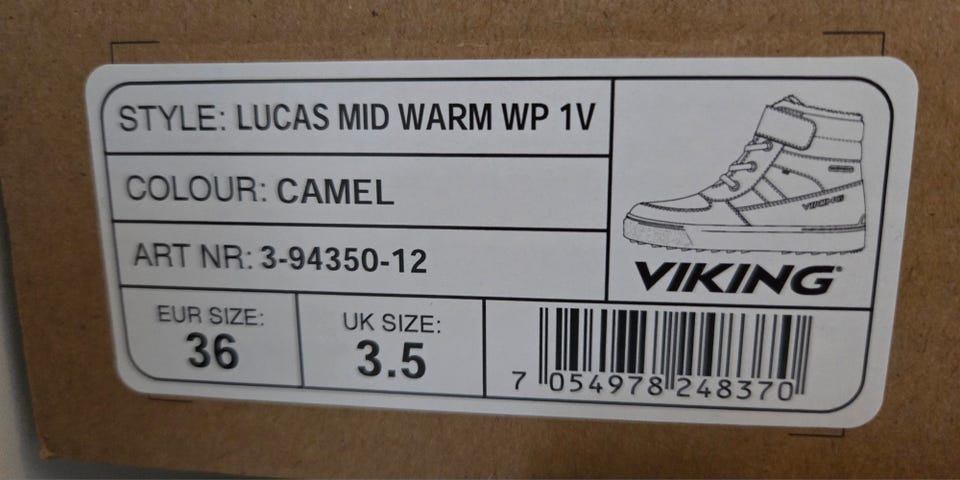 STYLE: LUCAS MID WARM WP 1V
COLOUR: CAMEL
ART NR: 3-94350-12
VIKING
VIKING
EUR SIZE:
36
UK SIZE:
3.5
7 054978 248370